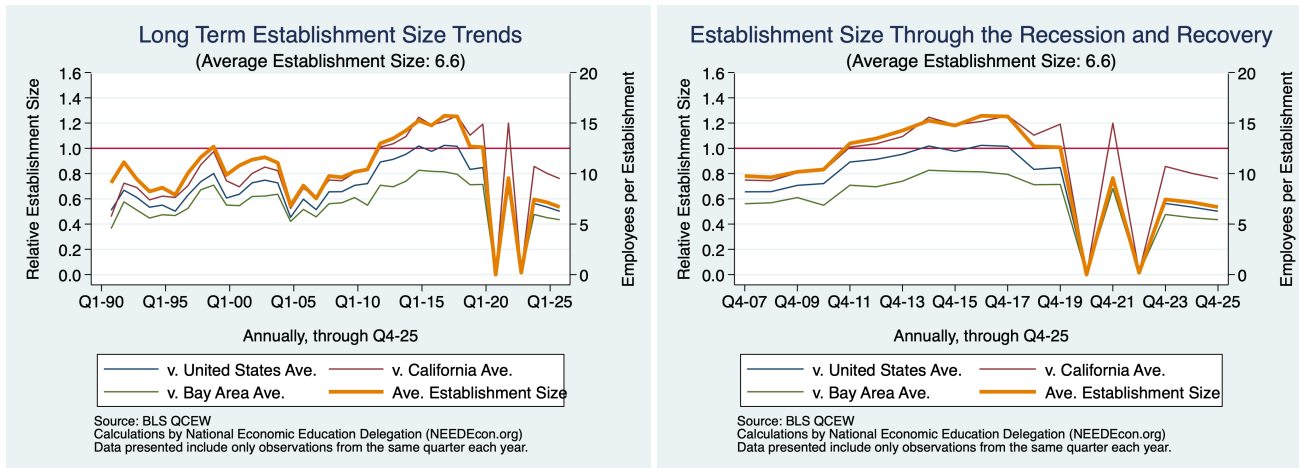 Long Term Establishment Size Trends
(Average Establishment Size: 6.6)
Relative Establishment Size
1.6
1.4
1.2
1.0
0.8
0.6
0.4
0.2
0.0
20
15
10
5
0
Employees per Establishment
Q1-90 Q1-95 Q1-00 Q1-05 Q1-10 Q1-15 Q1-20 Q1-25
Annually, through Q4-25
v. United States Ave. v. California Ave.
v. Bay Area Ave. Ave. Establishment Size
Source: BLS QCEW
Calculations by National Economic Education Delegation (NEEDEcon.org)
Data presented include only observations from the same quarter each year.
Establishment Size Through the Recession and Recovery
(Average Establishment Size: 6.6)
Relative Establishment Size
1.6
1.4
1.2
1.0
0.8
0.6
0.4
0.2
0.0
20
15
10
5
0
Employees per Establishment
Q4-07 Q4-09 Q4-11 Q4-13 Q4-15 Q4-17 Q4-19 Q4-21 Q4-23 Q4-25
Annually, through Q4-25
v. United States Ave. v. California Ave.
v. Bay Area Ave. Ave. Establishment Size
Source: BLS QCEW
Calculations by National Economic Education Delegation (NEEDEcon.org)
Data presented include only observations from the same quarter each year.